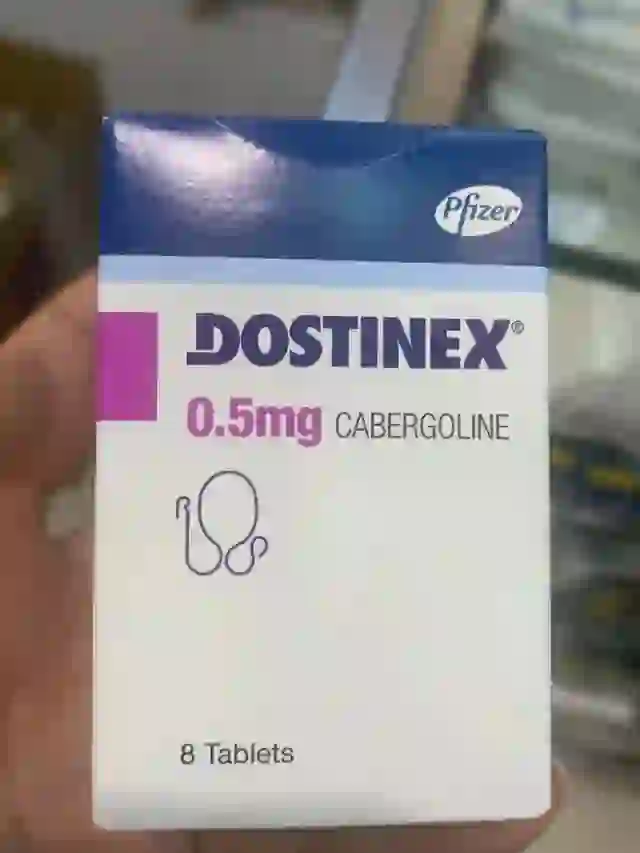 Pfizer
DOSTINEX®
0.5mg CABERGOLINE
8 Tablets